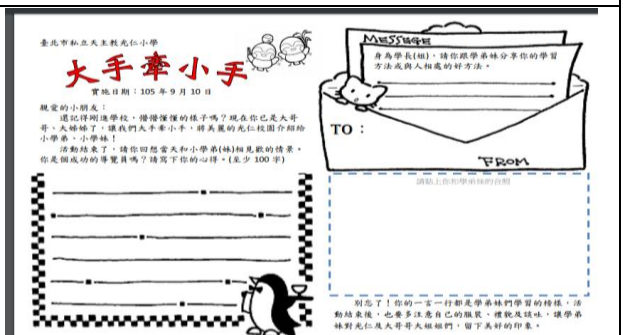 臺北市私立天主教光仁小學
大手牽小手
實施日期：105 年 9 月 10 日
親愛的小朋友：
還記得剛進學校，懵懵懂懂的樣子嗎？現在你已是大哥
哥、大姊姊了，讓我們大手牽小手，將美麗的光仁校園介紹給
小學弟、小學妹！
活動結束了，請你回想當天和小學弟(妹)相見歡的情景。
你是個成功的導覽員嗎？請寫下你的心得。(至少 100 字)
MESSAGE
身為學長(姐)，請你跟學弟妹分享你的學習
方法或與人相處的好方法。
TO：
FROM
請貼上你和學弟妹的合照
別忘了！你的一言一行都是學弟妹們學習的榜樣，活
動結束後，也要多注意自己的服裝、禮貌及談吐，讓學弟
妹對光仁及大哥哥大姐姐們，留下美好的印象。